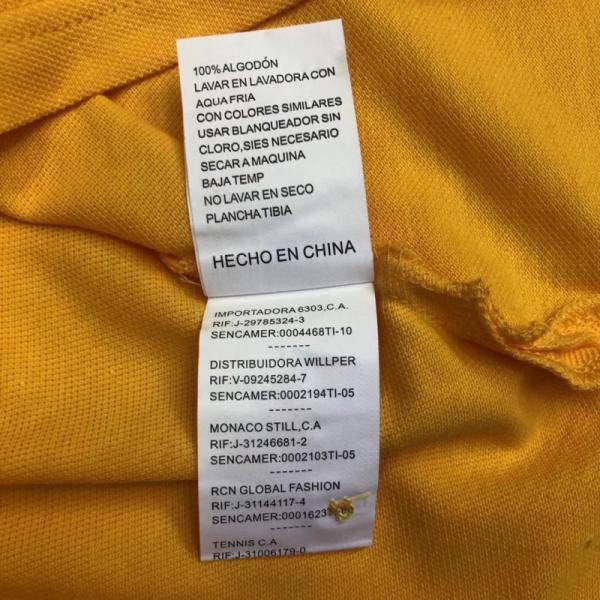 100% ALGODÓN
LAVAR EN LAVADORA CON
AQUA FRIA
CON COLORES SIMILARES
USAR BLANQUEADOR SIN
CLORO,SIES NECESARIO
SECAR A MAQUINA
BAJA TEMP
NO LAVAR EN SECO
PLANCHA TIBIA
HECHO EN CHINA
IMPORTADORA 6303,C.A.
RIF:J-29785324-3
SENCAMER:0004468TI-10
-------
DISTRIBUIDORA WILLPER
RIF:V-09245284-7
SENCAMER:0002194TI-05
-------
MONACO STILL,C.A
RIF:J-31246681-2
SENCAMER:0002103TI-05
-------
RCN GLOBAL FASHION
RIF:J-31144117-4
-------
TENNIS C.A
RIF:J-31006179-0